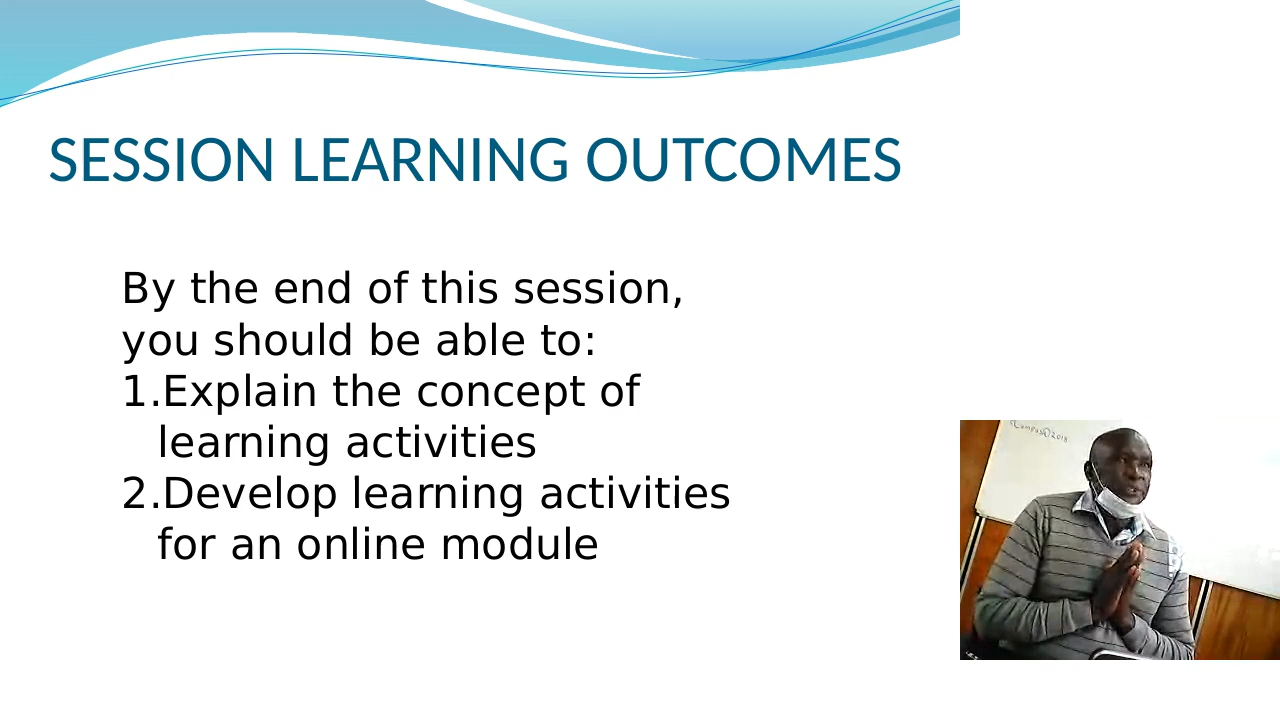 SESSION LEARNING OUTCOMES
By the end of this session,
you should be able to:
1.Explain the concept of
learning activities
2.Develop learning activities
for an online module